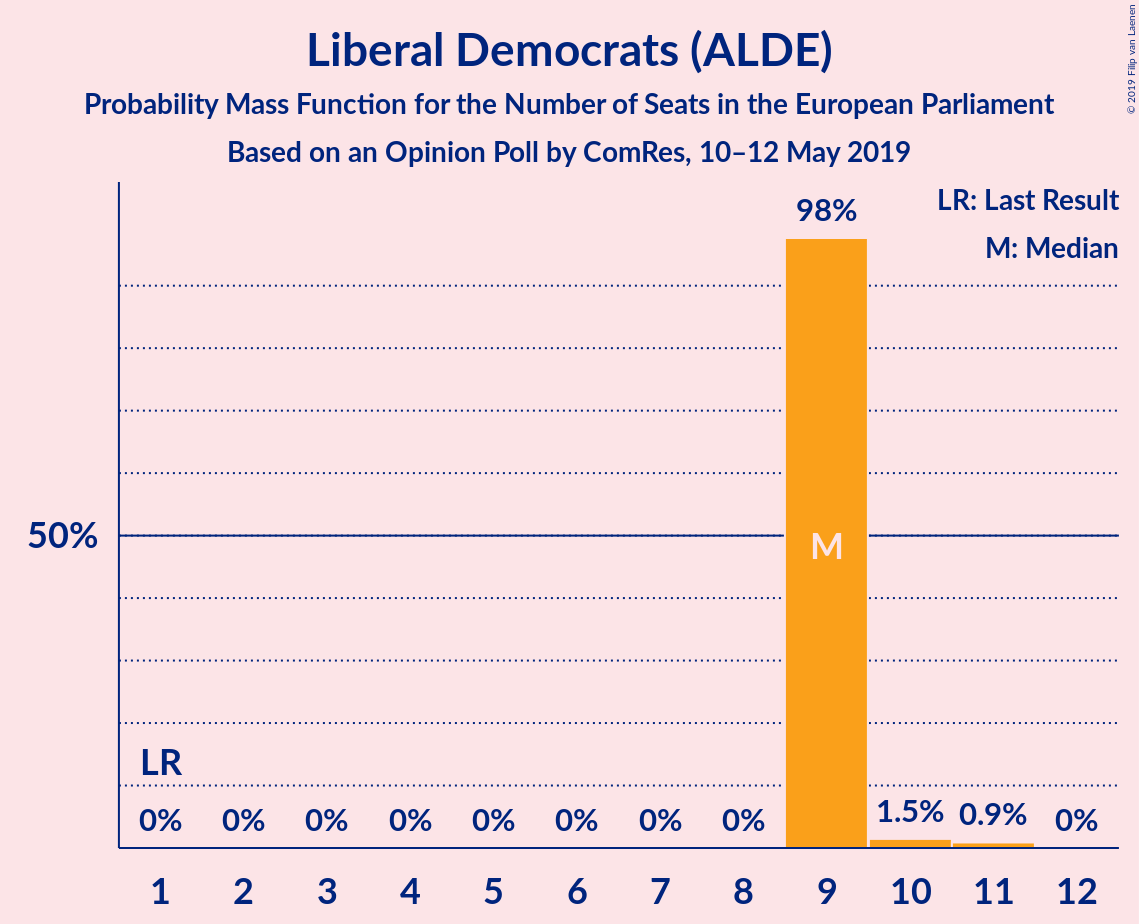 © 2019 Filip van Laenen
Liberal Democrats (ALDE)
Probability Mass Function for the Number of Seats in the European Parliament
Based on an Opinion Poll by ComRes, 10–12 May 2019
LR: Last Result
M: Median
98%
50%
M
LR
0% 0% 0% 0% 0% 0% 0% 0% 1.5% 0.9% 0%
1 2 3 4 5 6 7 8 9 10 11 12